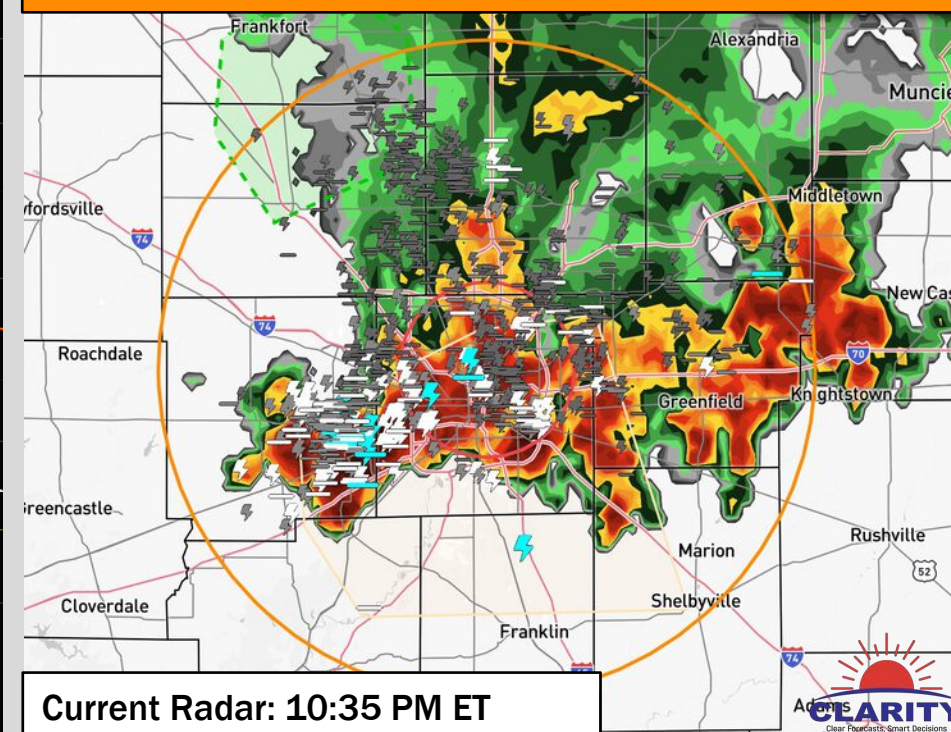 Frankfort
Alexandria
Muncie
Middletown
wfordsville
74
New Cas
74
Roachdale
70
Greenfield
Knightstown
Greencastle
Rushville
Marion
52
Cloverdale
Shelbyville
Franklin
74
Adams
CLARITY
Clear Forecasts, Smart Decisions
Current Radar: 10:35 PM ET